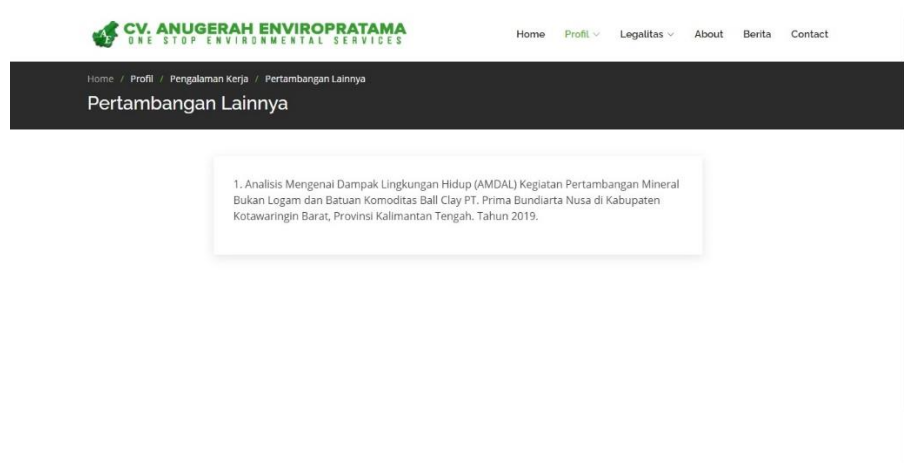 CV. ANUGERAH ENVIROPRATAMA
ONE STOP ENVIRONMENTAL SERVICES
Home Profil Legalitas About Berita Contact
Home / Profil / Pengalaman Kerja / Pertambangan Lainnya
Pertambangan Lainnya
1. Analisis Mengenai Dampak Lingkungan Hidup (AMDAL) Kegiatan Pertambangan Mineral
Bukan Logam dan Batuan Komoditas Ball Clay PT. Prima Bundiarta Nusa di Kabupaten
Kotawaringin Barat, Provinsi Kalimantan Tengah. Tahun 2019.